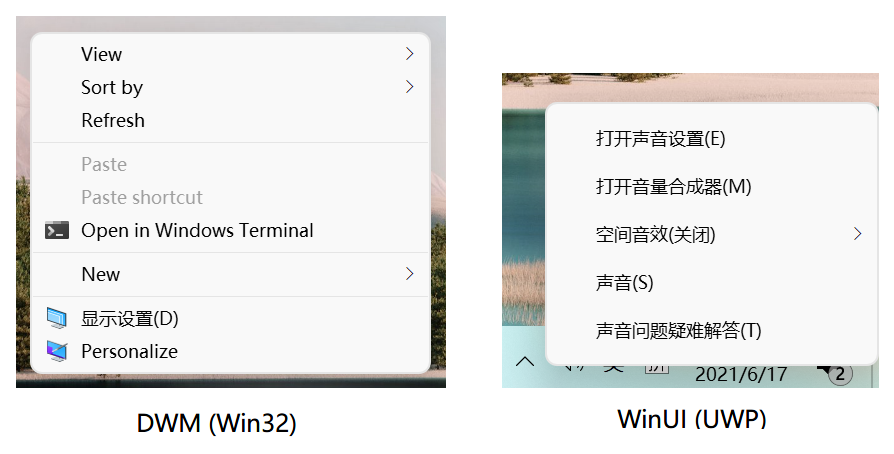 View
Sort by
Refresh
Paste
Paste shortcut
Open in Windows Terminal
New
显示设置(D)
Personalize
DWM (Win32)
打开声音设置(E)
打开音量合成器(M)
空间音效(关闭)
声音(S)
声音问题疑难解答(T)
2021/6/17
2
WinUI (UWP)